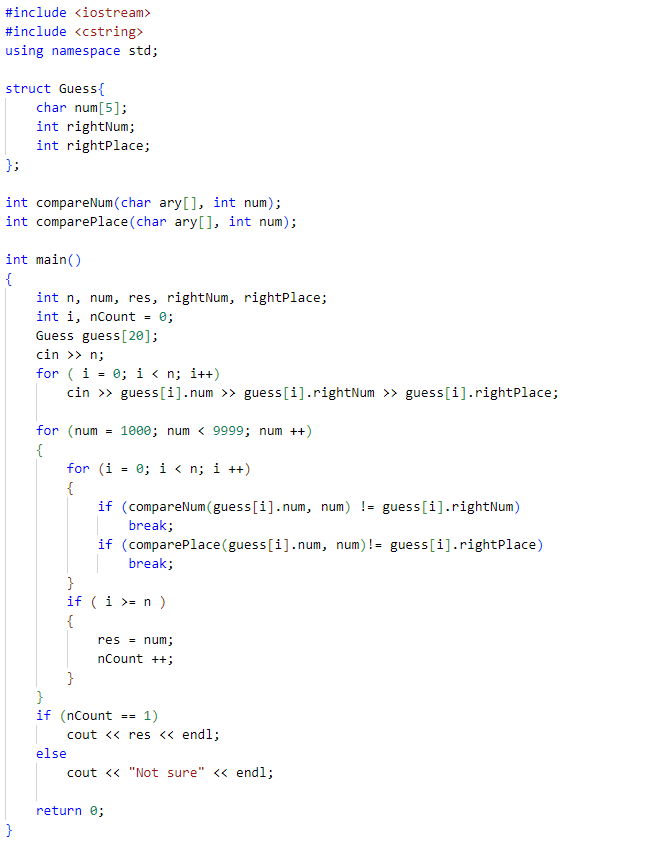 #include <iostream>
#include <cstring>
using namespace std;

struct Guess{
    char num[5];
    int rightNum;
    int rightPlace;
};

int compareNum(char ary[], int num);
int comparePlace(char ary[], int num);

int main()
{
    int n, num, res, rightNum, rightPlace;
    int i, nCount = 0;
    Guess guess[20];
    cin >> n;
    for ( i = 0; i < n; i++)
        cin >> guess[i].num >> guess[i].rightNum >> guess[i].rightPlace;

    for (num = 1000; num < 9999; num ++)
    {
        for (i = 0; i < n; i ++)
        {
            if (compareNum(guess[i].num, num) != guess[i].rightNum)
                break;
            if (comparePlace(guess[i].num, num)!= guess[i].rightPlace)
                break;
        }
        if ( i >= n )
        {
            res = num;
            nCount ++;
        }
    }
    if (nCount == 1)
        cout << res << endl;
    else
        cout << "Not sure" << endl;

    return 0;
}